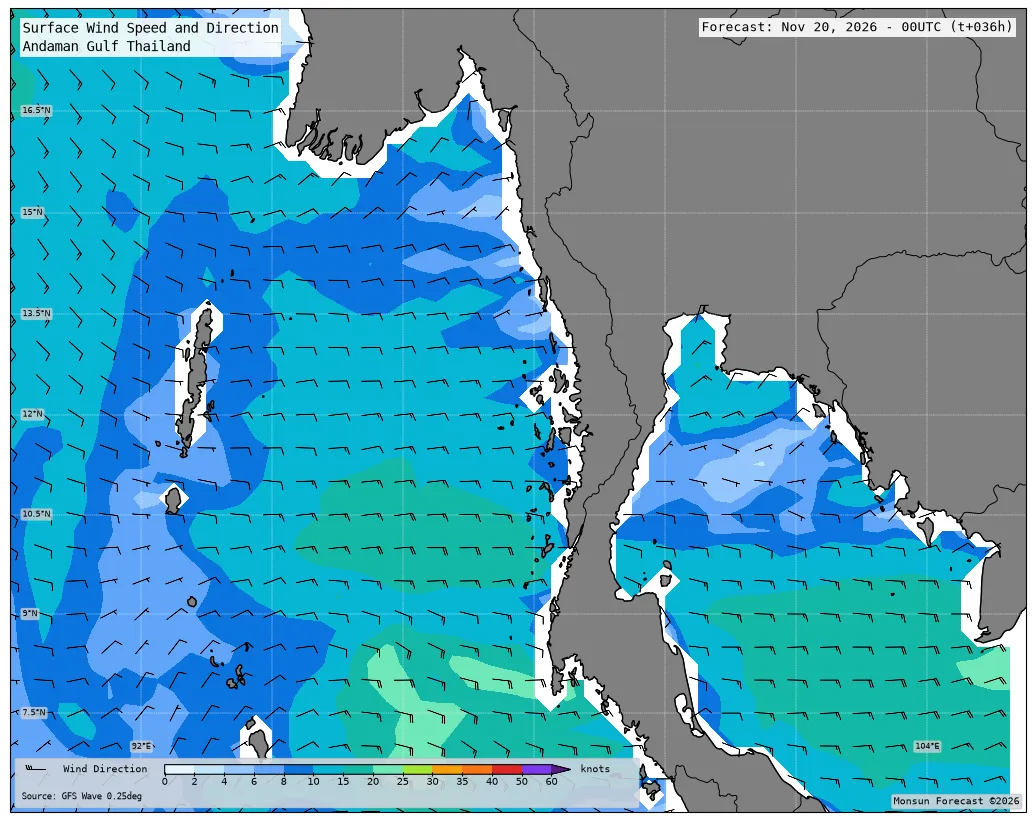 Surface Wind Speed and Direction
Andaman Gulf Thailand
Forecast: Nov 20, 2026 - 00UTC (t+036h)
16.5°N
15°N
13.5°N
12°N
10.5°N
9°N
7.5°N
92°E
104°E
Wind Direction
0 2 4 6 8 10 15 20 25 30 35 40 50 60
knots
Source: GFS Wave 0.25deg
Monsun Forecast ©2026